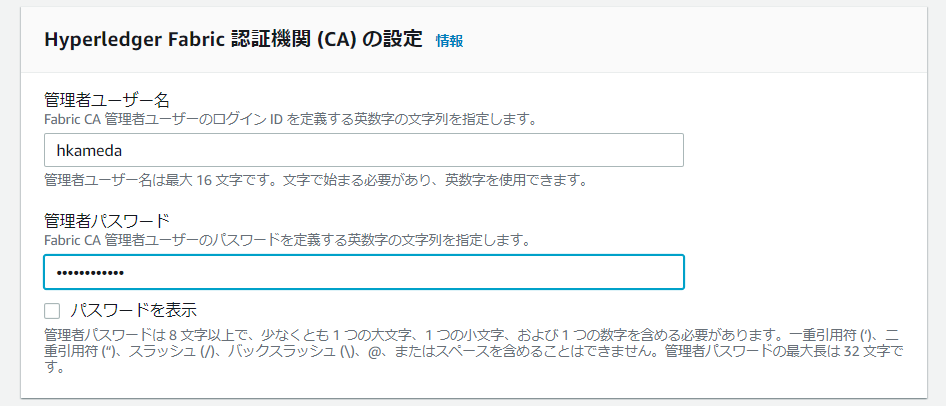 Hyperledger Fabric 認証機関 (CA) の設定 情報
管理者ユーザー名
Fabric CA 管理者ユーザーのログイン ID を定義する英数字の文字列を指定します。
hkameda
管理者ユーザー名は最大 16 文字です。文字で始まる必要があり、英数字を使用できます。
管理者パスワード
Fabric CA 管理者ユーザーのパスワードを定義する英数字の文字列を指定します。
••••••••••••
パスワードを表示
管理者パスワードは 8 文字以上で、少なくとも 1 つの大文字、1 つの小文字、および 1 つの数字を含める必要があります。一重引用符 (‘)、二
重引用符 (“)、スラッシュ (/)、バックスラッシュ (\)、@、またはスペースを含めることはできません。管理者パスワードの最大長は 32 文字で
す。